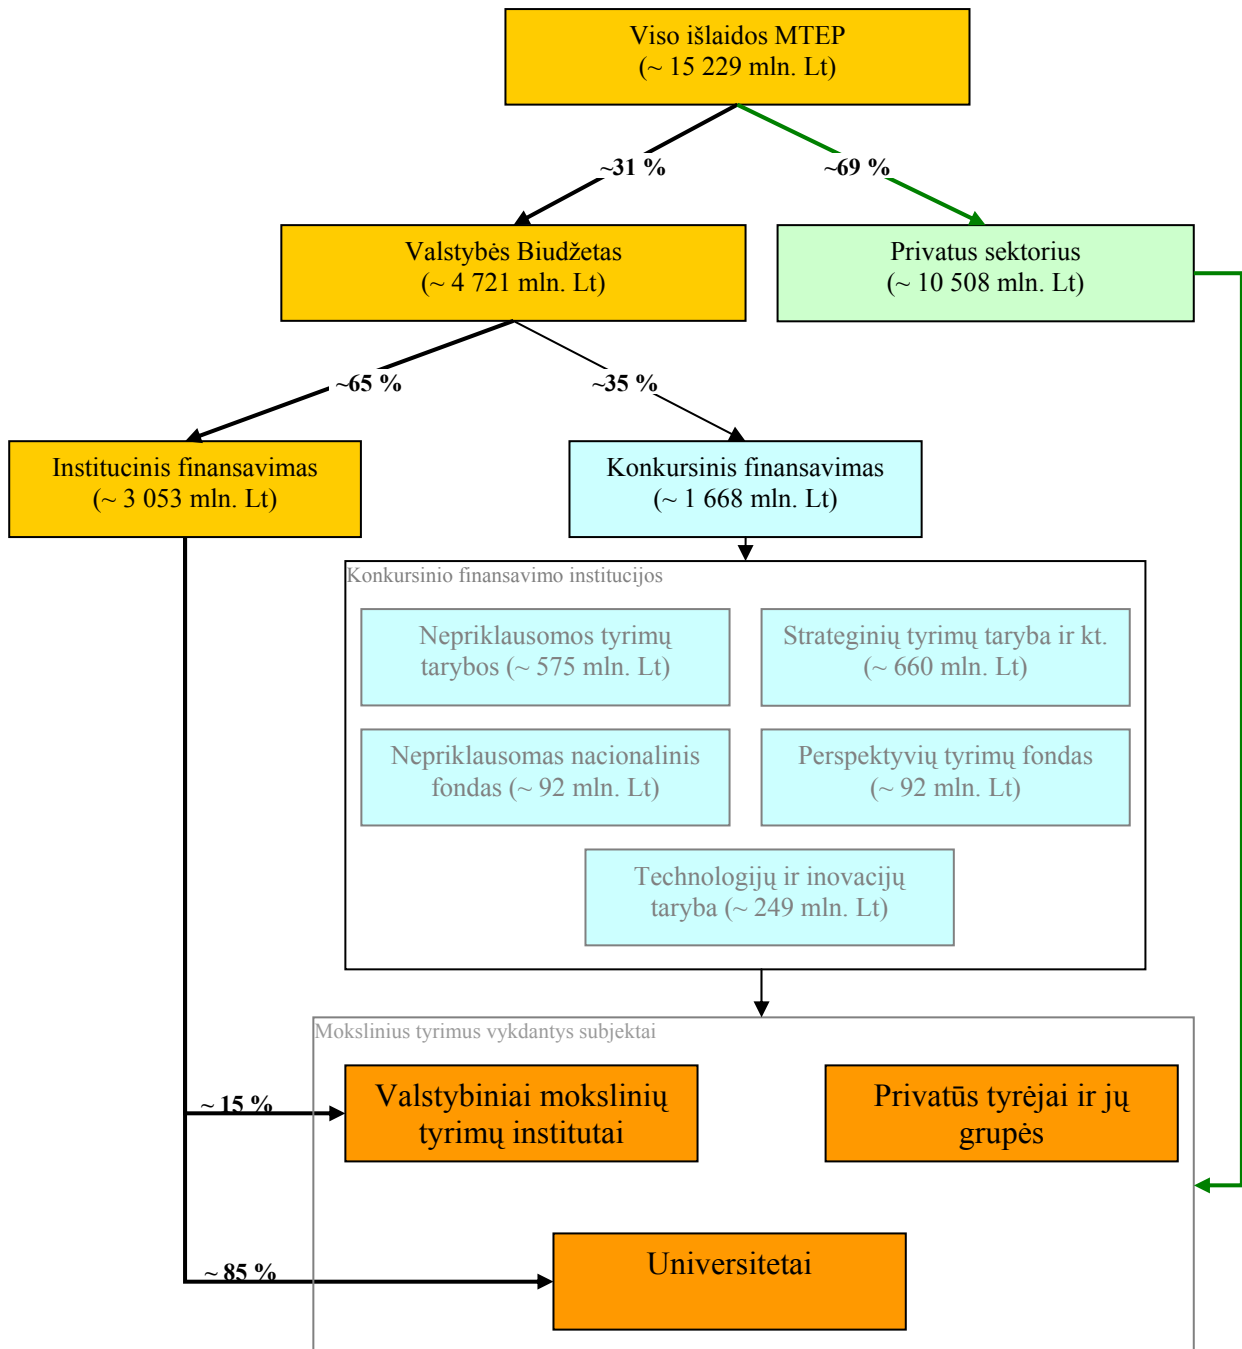 Viso išlaidos MTEP
(~ 15 229 mln. Lt)
~31 %
~69 %
Valstybės Biudžetas
(~ 4 721 mln. Lt)
Privatus sektorius
(~ 10 508 mln. Lt)
~65 %
~35 %
Institucinis finansavimas
(~ 3 053 mln. Lt)
Konkursinis finansavimas
(~ 1 668 mln. Lt)
Konkursinio finansavimo institucijos
Nepriklausomos tyrimų
tarybos (~ 575 mln. Lt)
Strateginių tyrimų taryba ir kt.
(~ 660 mln. Lt)
Nepriklausomas nacionalinis
fondas (~ 92 mln. Lt)
Perspektyvių tyrimų fondas
(~ 92 mln. Lt)
Technologijų ir inovacijų
taryba (~ 249 mln. Lt)
Mokslinius tyrimus vykdantys subjektai
~ 15 %
Valstybiniai mokslinių
tyrimų institutai
Privatūs tyrėjai ir jų
grupės
~ 85 %
Universitetai